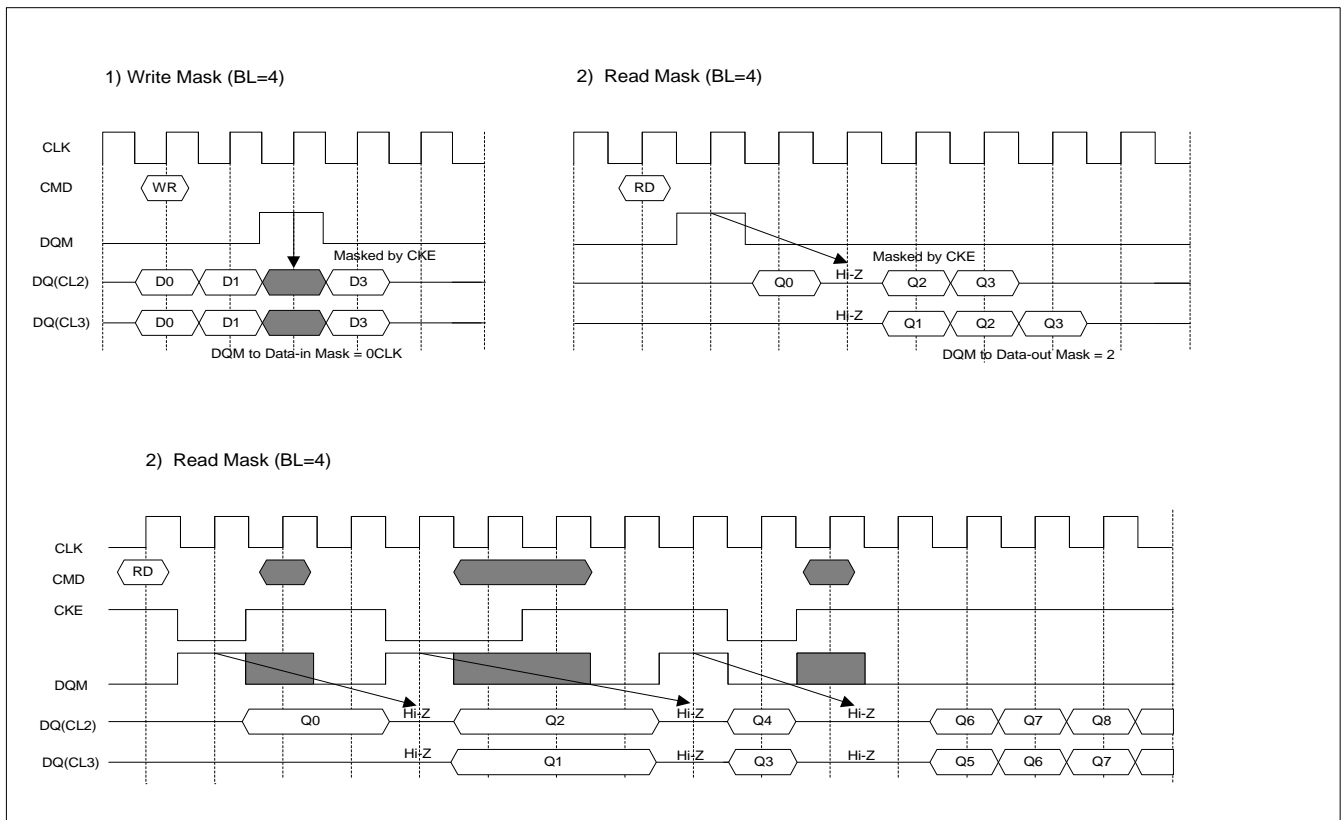 1) Write Mask (BL=4)
2) Read Mask (BL=4)
CLK
CMD WR RD
DQM
Masked by CKE Masked by CKE
DQ(CL2) D0 D1 D3 Q0 Hi-Z Q2 Q3
DQ(CL3) D0 D1 D3 Hi-Z Q1 Q2 Q3
DQM to Data-in Mask = 0CLK DQM to Data-out Mask = 2
2) Read Mask (BL=4)
CLK
CMD RD
CKE
DQM
DQ(CL2) Q0 Hi-Z Q2 Hi-Z Q4 Hi-Z Q6 Q7 Q8
DQ(CL3) Hi-Z Q1 Hi-Z Q3 Hi-Z Q5 Q6 Q7